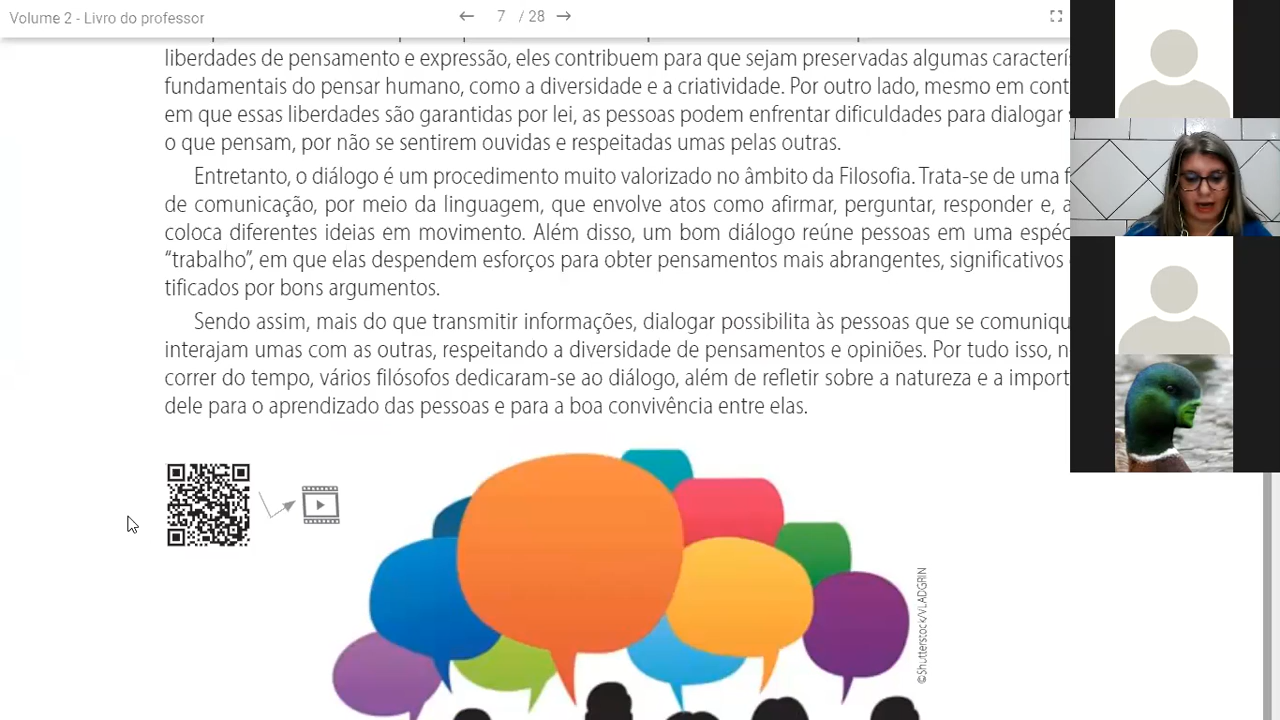 Volume 2 - Livro do professor
7 / 28
liberdades de pensamento e expressão, eles contribuem para que sejam preservadas algumas
fundamentais do pensar humano, como a diversidade e a criatividade. Por outro lado, mesmo em
em que essas liberdades são garantidas por lei, as pessoas podem enfrentar dificuldades para dialogar
o que pensam, por não se sentirem ouvidas e respeitadas umas pelas outras.
Entretanto, o diálogo é um procedimento muito valorizado no âmbito da Filosofia. Trata-se de uma
de comunicação, por meio da linguagem, que envolve atos como afirmar, perguntar, responder e,
coloca diferentes ideias em movimento. Além disso, um bom diálogo reúne pessoas em uma
“trabalho”, em que elas despendem esforços para obter pensamentos mais abrangentes, significativos
tificados por bons argumentos.
Sendo assim, mais do que transmitir informações, dialogar possibilita às pessoas que se
interajam umas com as outras, respeitando a diversidade de pensamentos e opiniões. Por tudo isso,
correr do tempo, vários filósofos dedicaram-se ao diálogo, além de refletir sobre a natureza e a
dele para o aprendizado das pessoas e para a boa convivência entre elas.
©Shutterstock/VLADGRIN